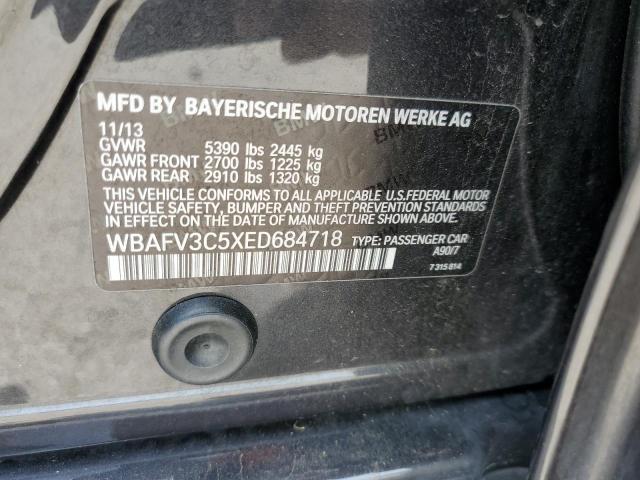 MFD BY BAYERISCHE MOTOREN WERKE AG
11/13
GVWR 5390 lbs 2445 kg
GAWR FRONT 2700 lbs 1225 kg
GAWR REAR 2910 lbs 1320 kg
THIS VEHICLE CONFORMS TO ALL APPLICABLE U.S. FEDERAL MOTOR
VEHICLE SAFETY, BUMPER AND THEFT PREVENTION STANDARDS
IN EFFECT ON THE DATE OF MANUFACTURE SHOWN ABOVE.
WBAFV3C5XED684718 TYPE: PASSENGER CAR
A90/7
7 315 814